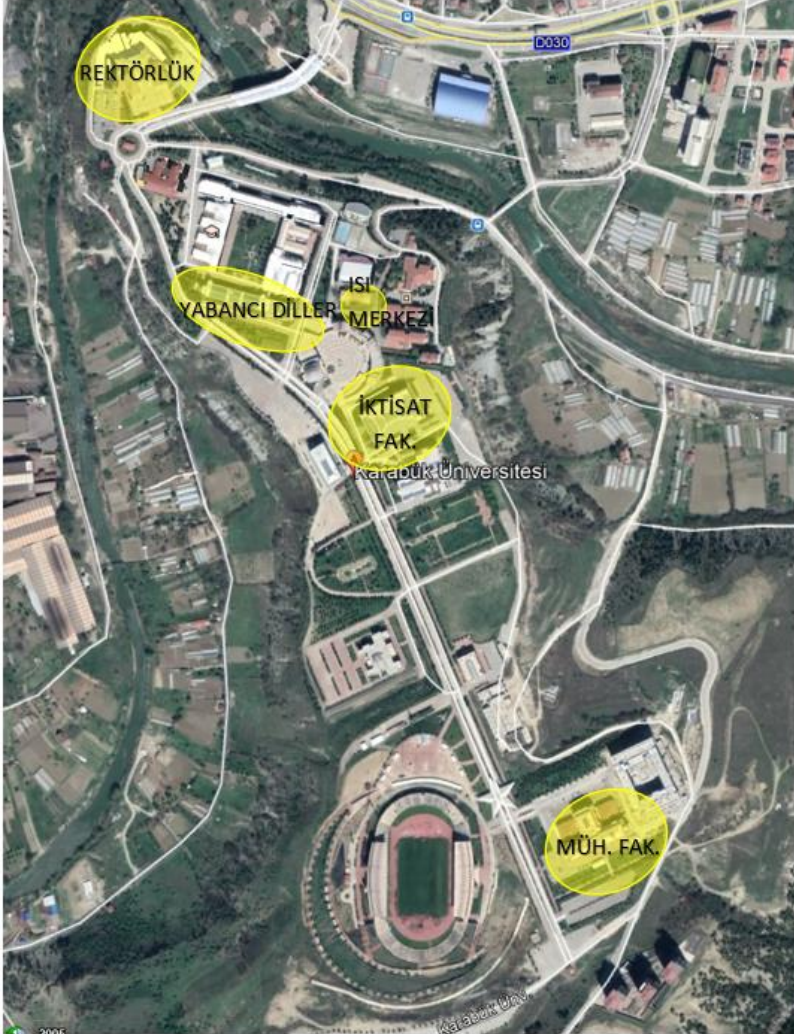 D030
REKTÖRLÜK
ISI
YABANCI DİLLER
MERKEZİ
İKTİSAT
FAK.
Karabük Üniversitesi
MÜH. FAK.
Karabük Ünv.